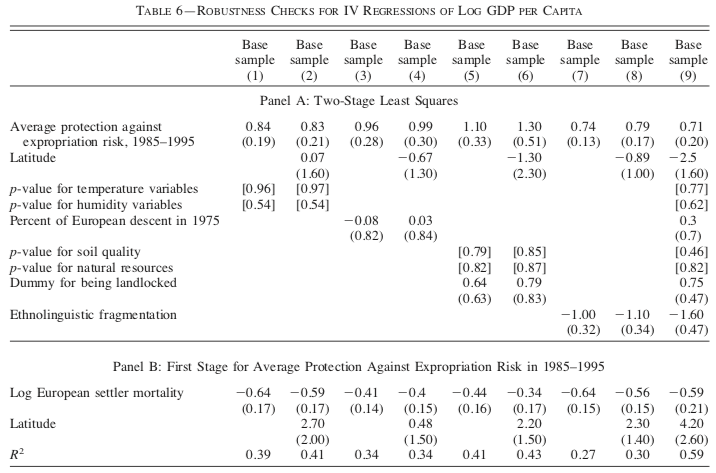 TABLE 6—ROBUSTNESS CHECKS FOR IV REGRESSIONS OF LOG GDP PER CAPITA
Base Base Base Base Base Base Base Base Base
sample sample sample sample sample sample sample sample sample
(1) (2) (3) (4) (5) (6) (7) (8) (9)
Panel A: Two-Stage Least Squares
Average protection against 0.84 0.83 0.96 0.99 1.10 1.30 0.74 0.79 0.71
expropriation risk, 1985–1995 (0.19) (0.21) (0.28) (0.30) (0.33) (0.51) (0.13) (0.17) (0.20)
Latitude 0.07 −0.67 −1.30 −0.89 −2.5
(1.60) (1.30) (2.30) (1.00) (1.60)
p-value for temperature variables [0.96] [0.97] [0.77]
p-value for humidity variables [0.54] [0.54] [0.62]
Percent of European descent in 1975 −0.08 0.03 0.3
(0.82) (0.84) (0.7)
p-value for soil quality [0.79] [0.85] [0.46]
p-value for natural resources [0.82] [0.87] [0.82]
Dummy for being landlocked 0.64 0.79 0.75
(0.63) (0.83) (0.47)
Ethnolinguistic fragmentation −1.00 −1.10 −1.60
(0.32) (0.34) (0.47)
Panel B: First Stage for Average Protection Against Expropriation Risk in 1985–1995
Log European settler mortality −0.64 −0.59 −0.41 −0.4 −0.44 −0.34 −0.64 −0.56 −0.59
(0.17) (0.17) (0.14) (0.15) (0.16) (0.17) (0.15) (0.15) (0.21)
Latitude 2.70 0.48 2.20 2.30 4.20
(2.00) (1.50) (1.50) (1.40) (2.60)
R² 0.39 0.41 0.34 0.34 0.41 0.43 0.27 0.30 0.59